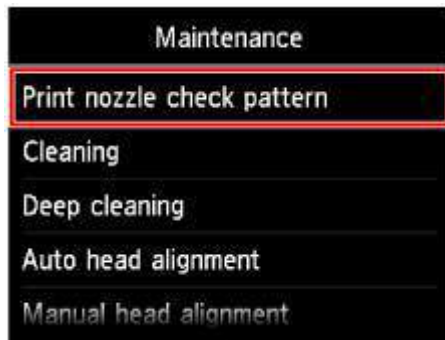 Maintenance
Print nozzle check pattern
Cleaning
Deep cleaning
Auto head alignment
Manual head alignment